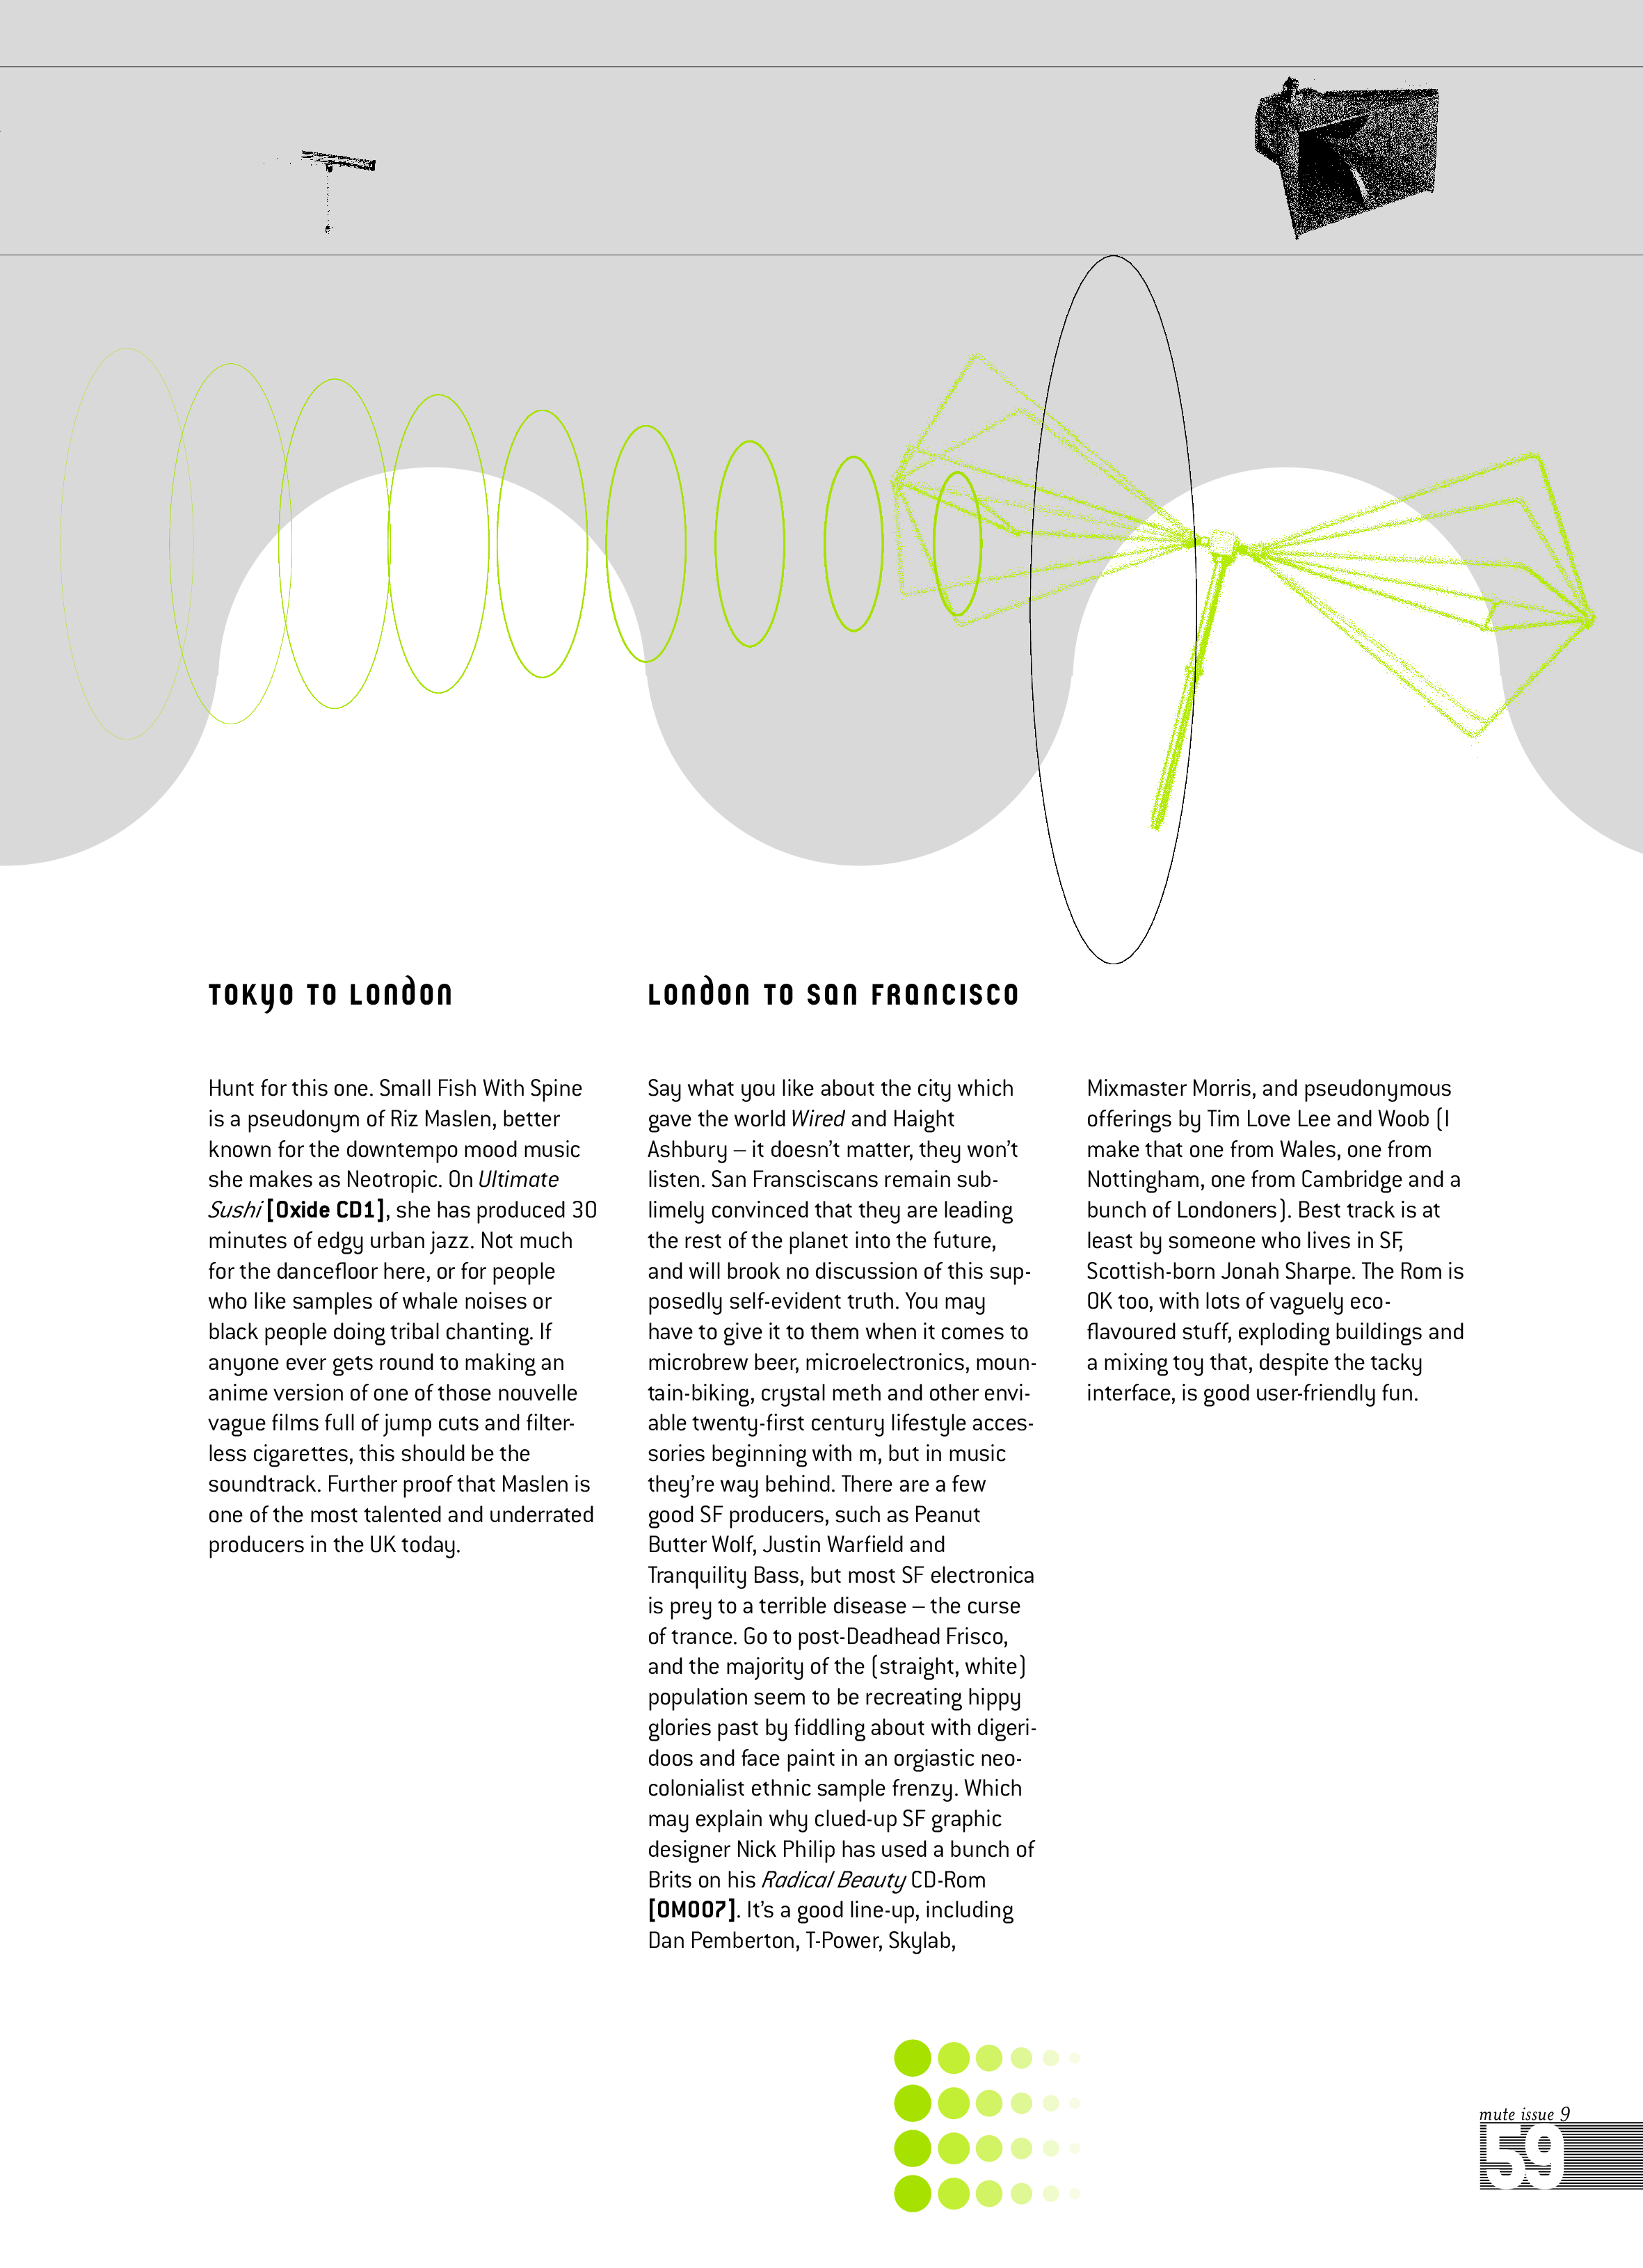 TOKYO TO LONDON
Hunt for this one. Small Fish With Spine
is a pseudonym of Riz Maslen, better
known for the downtempo mood music
she makes as Neotropic. On Ultimate
Sushi [Oxide CD1], she has produced 30
minutes of edgy urban jazz. Not much
for the dancefloor here, or for people
who like samples of whale noises or
black people doing tribal chanting. If
anyone ever gets round to making an
anime version of one of those nouvelle
vague films full of jump cuts and filter-
less cigarettes, this should be the
soundtrack. Further proof that Maslen is
one of the most talented and underrated
producers in the UK today.
LONDON TO SAN FRANCISCO
Say what you like about the city which
gave the world Wired and Haight
Ashbury – it doesn’t matter, they won’t
listen. San Fransciscans remain sub-
limely convinced that they are leading
the rest of the planet into the future,
and will brook no discussion of this sup-
posedly self-evident truth. You may
have to give it to them when it comes to
microbrew beer, microelectronics, moun-
tain-biking, crystal meth and other envi-
able twenty-first century lifestyle acces-
sories beginning with m, but in music
they’re way behind. There are a few
good SF producers, such as Peanut
Butter Wolf, Justin Warfield and
Tranquility Bass, but most SF electronica
is prey to a terrible disease – the curse
of trance. Go to post-Deadhead Frisco,
and the majority of the (straight, white)
population seem to be recreating hippy
glories past by fiddling about with digeri-
doos and face paint in an orgiastic neo-
colonialist ethnic sample frenzy. Which
may explain why clued-up SF graphic
designer Nick Philip has used a bunch of
Brits on his Radical Beauty CD-Rom
[OM007]. It’s a good line-up, including
Dan Pemberton, T-Power, Skylab,
Mixmaster Morris, and pseudonymous
offerings by Tim Love Lee and Woob (I
make that one from Wales, one from
Nottingham, one from Cambridge and a
bunch of Londoners). Best track is at
least by someone who lives in SF,
Scottish-born Jonah Sharpe. The Rom is
OK too, with lots of vaguely eco-
flavoured stuff, exploding buildings and
a mixing toy that, despite the tacky
interface, is good user-friendly fun.
mute issue 9
59